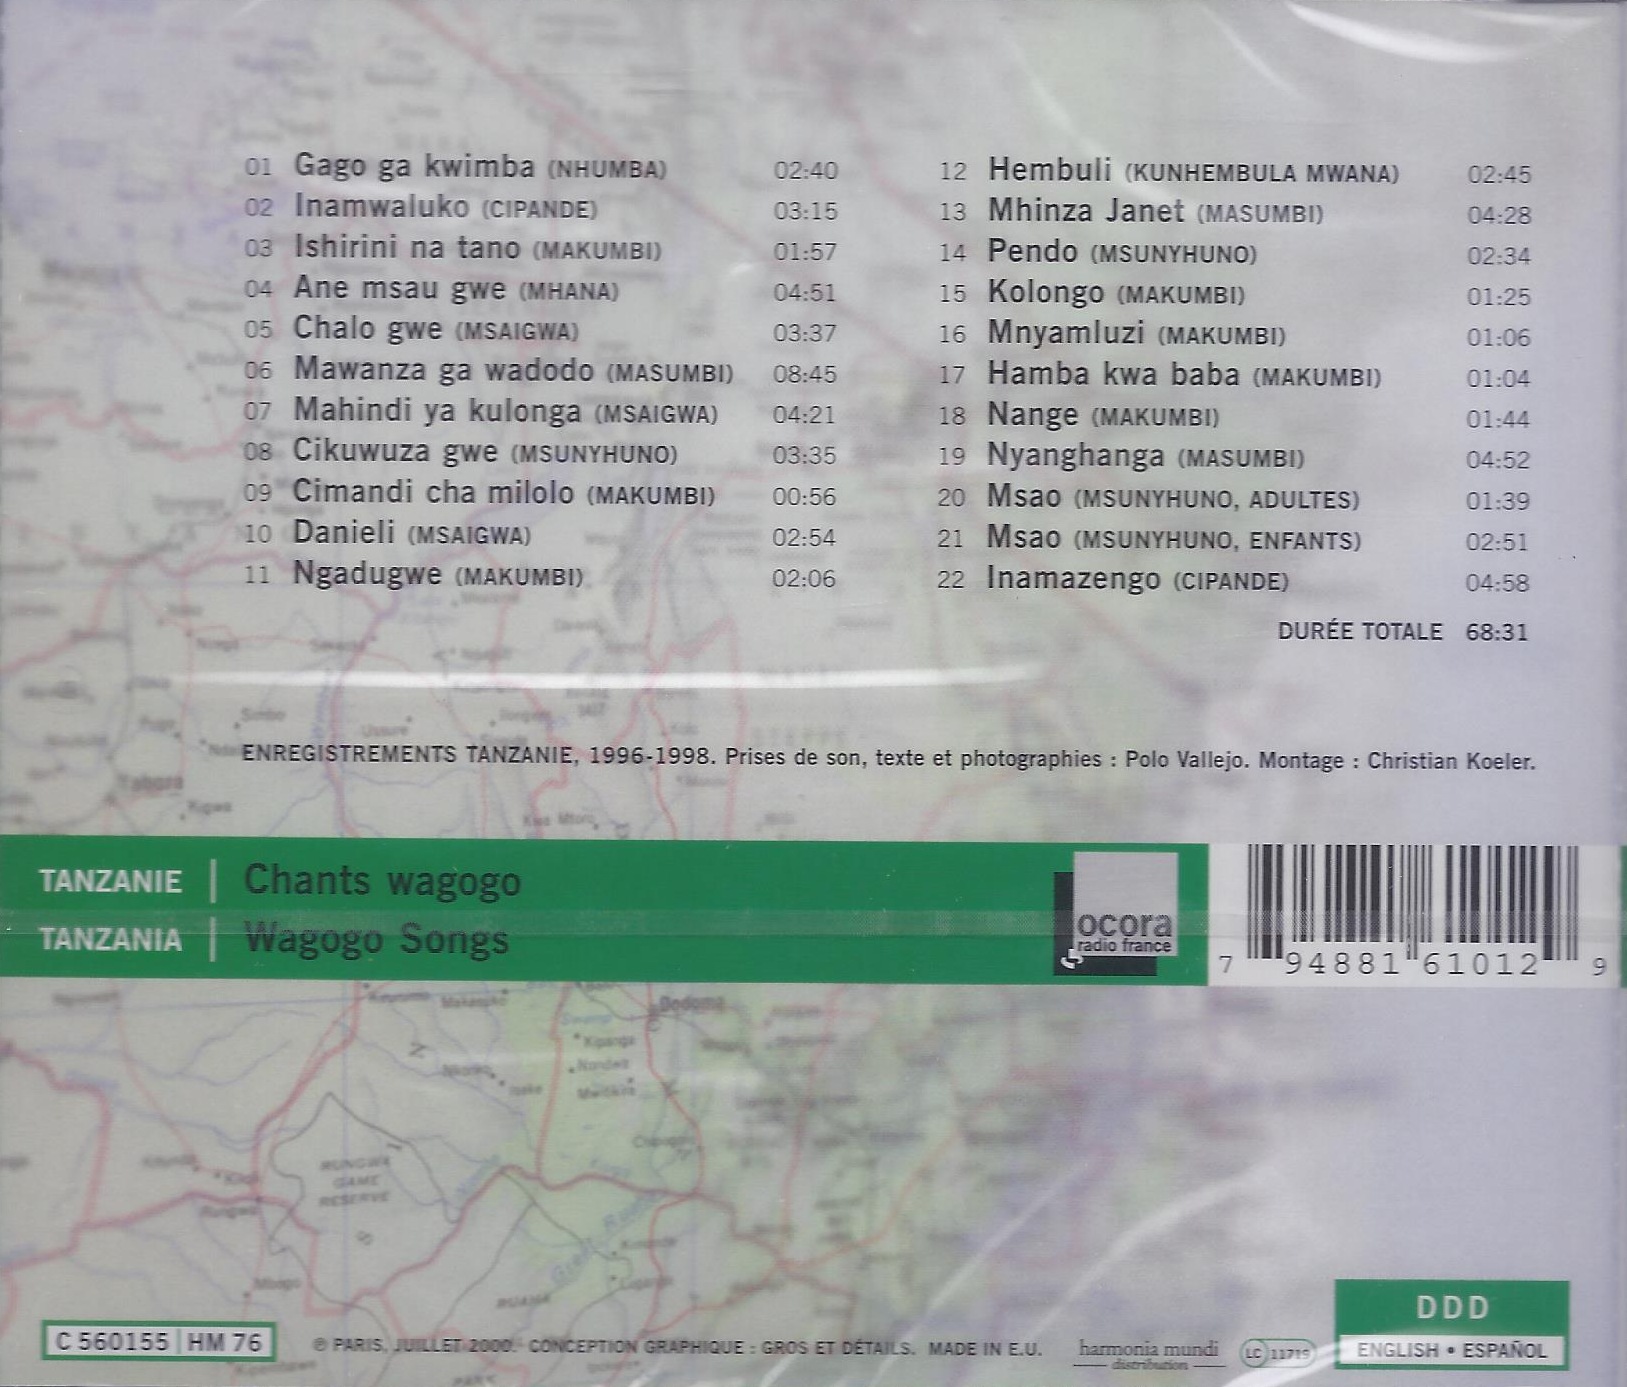 01 Gago ga kwimba (NHUMBA) 02:40
02 Inamwaluko (CIPANDE) 03:15
03 Ishirini na tano (MAKUMBI) 01:57
04 Ane msau gwe (MHANA) 04:51
05 Chalo gwe (MSAIGWA) 03:37
06 Mawanza ga wadodo (MASUMBI) 08:45
07 Mahindi ya kulonga (MSAIGWA) 04:21
08 Cikuwuza gwe (MSUNYHUNO) 03:35
09 Cimandi cha milolo (MAKUMBI) 00:56
10 Danieli (MSAIGWA) 02:54
11 Ngadugwe (MAKUMBI) 02:06
12 Hembuli (KUNHEMBULA MWANA) 02:45
13 Mhinza Janet (MASUMBI) 04:28
14 Pendo (MSUNYHUNO) 02:34
15 Kolongo (MAKUMBI) 01:25
16 Mnyamluzi (MAKUMBI) 01:06
17 Hamba kwa baba (MAKUMBI) 01:04
18 Nange (MAKUMBI) 01:44
19 Nyanghanga (MASUMBI) 04:52
20 Msao (MSUNYHUNO, ADULTES) 01:39
21 Msao (MSUNYHUNO, ENFANTS) 02:51
22 Inamazengo (CIPANDE) 04:58
DURÉE TOTALE 68:31
ENREGISTREMENTS TANZANIE, 1996-1998. Prises de son, texte et photographies : Polo Vallejo. Montage : Christian Koeler.
TANZANIE | Chants wagogo
TANZANIA | Wagogo Songs
ocora
radio france
7 94881 61012 9
Dodoma
Kipanga
RUNGWA
GAME
RESERVE
DDD
ENGLISH • ESPAÑOL
C 560155 | HM 76
℗ PARIS, JUILLET 2000. CONCEPTION GRAPHIQUE : GROS ET DÉTAILS. MADE IN E.U.
harmonia mundi
distribution
LC 11719